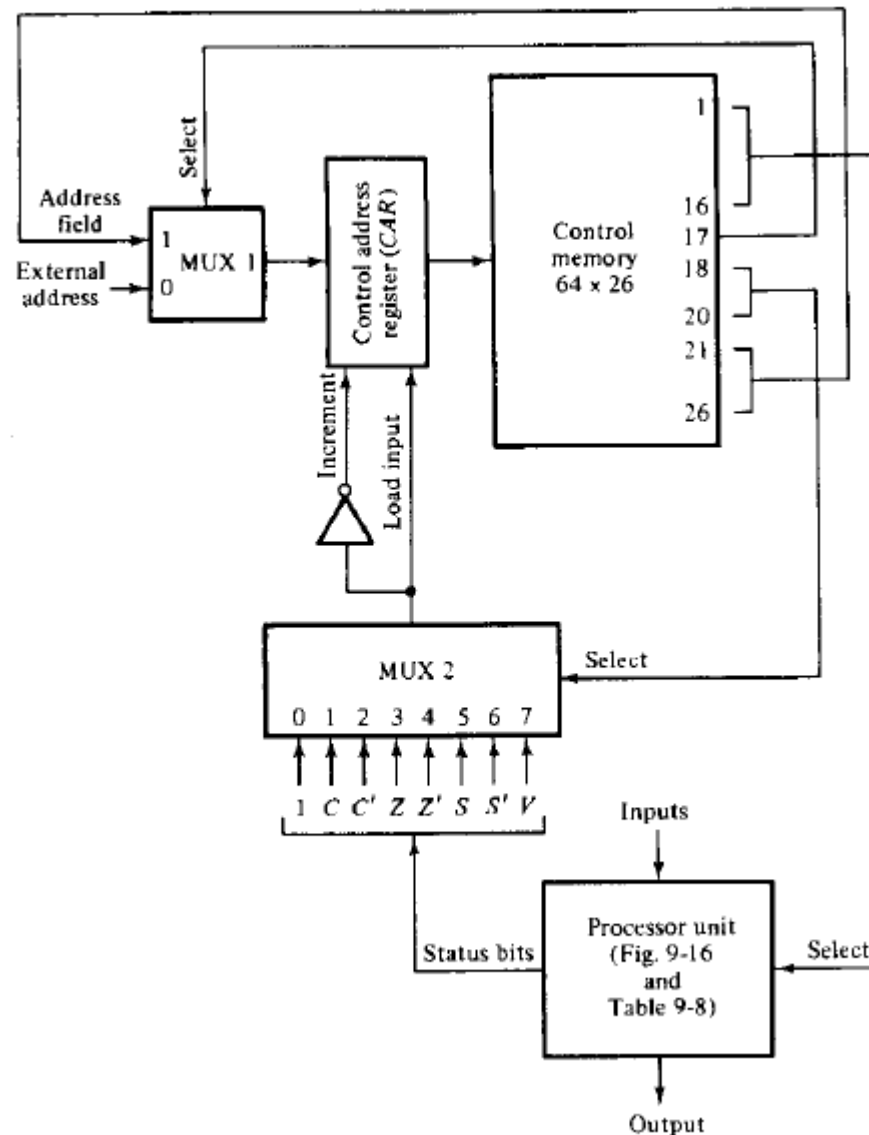 Select
Address
field
External
address
1
0
MUX 1
Control address
register (CAR)
Control
memory
64 x 26
1
16
17
18
20
21
26
Increment
Load input
MUX 2
0 1 2 3 4 5 6 7
Select
1 C C' Z Z' S S' V
Status bits
Inputs
Processor unit
(Fig. 9-16
and
Table 9-8)
Select
Output